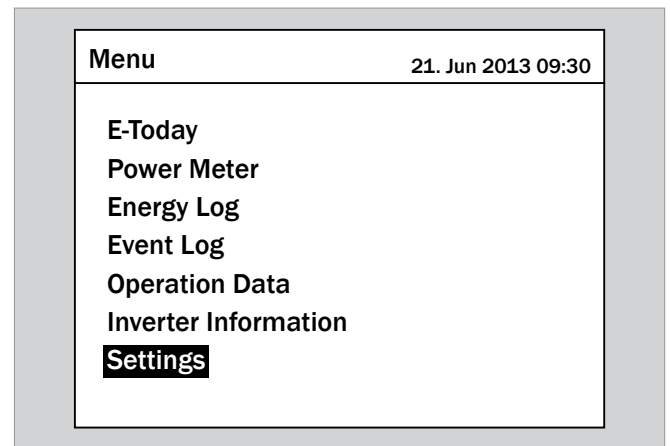 Menu
21. Jun 2013 09:30
E-Today
Power Meter
Energy Log
Event Log
Operation Data
Inverter Information
Settings